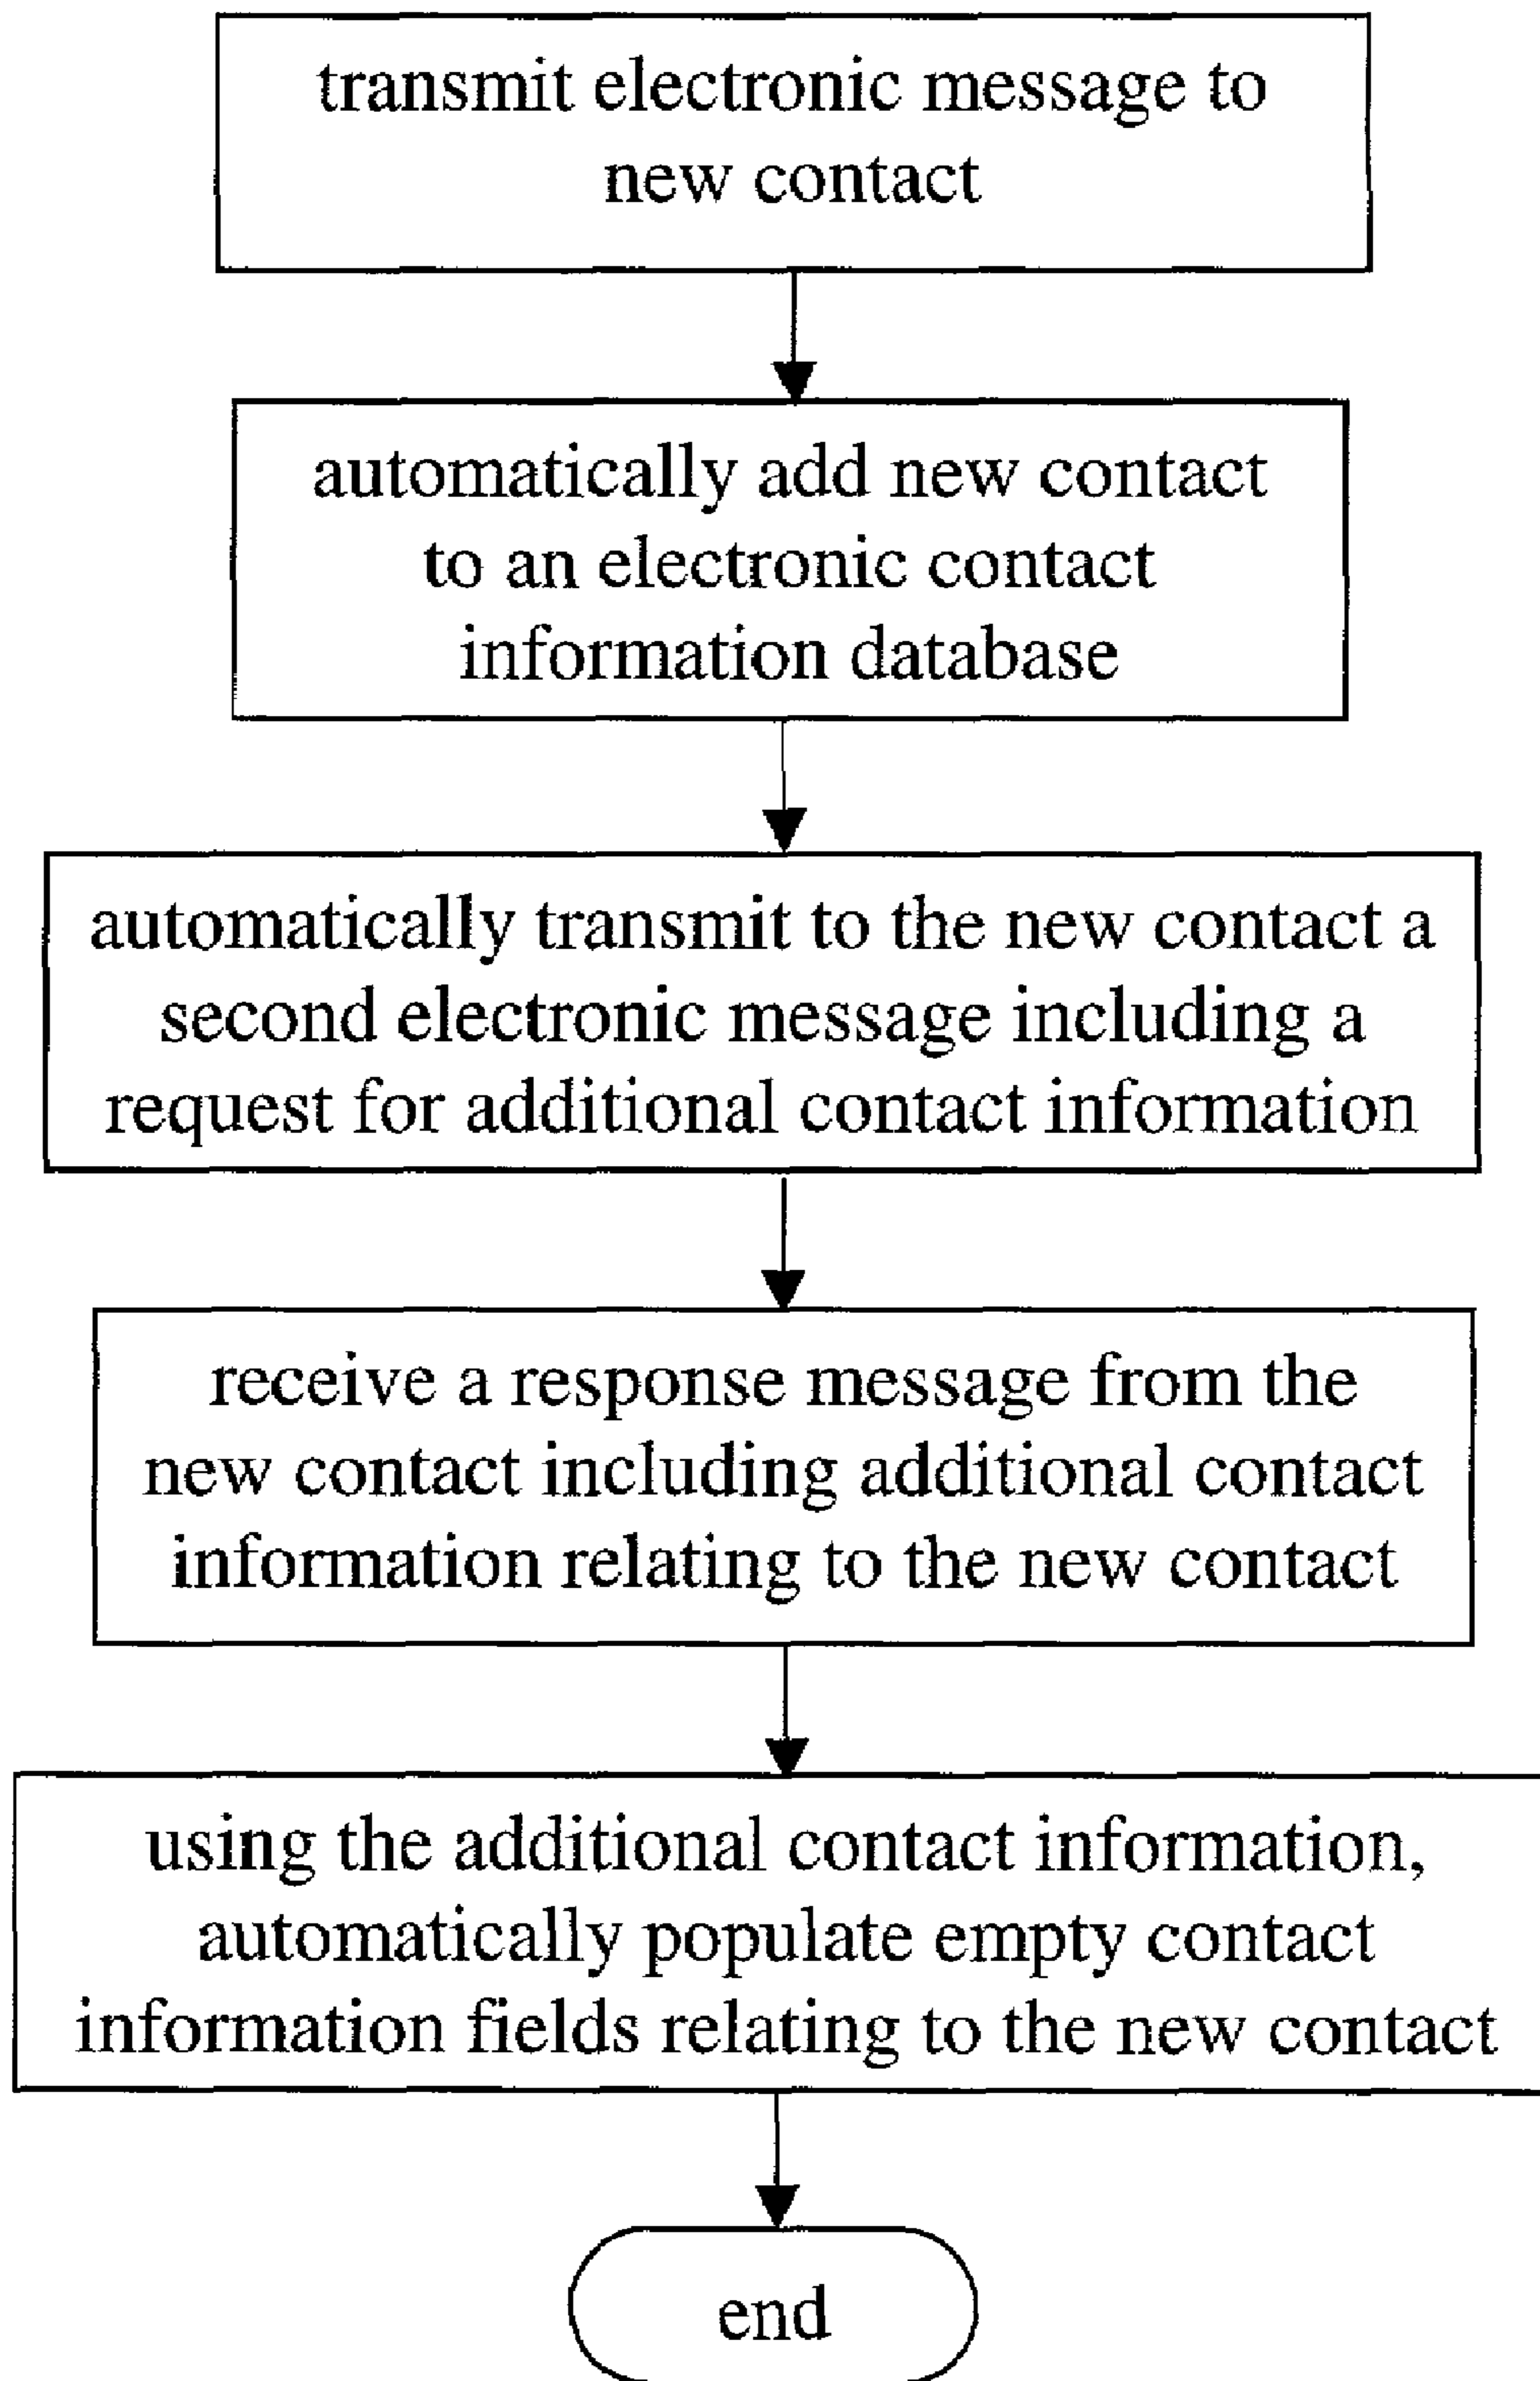 transmit electronic message to
new contact
automatically add new contact
to an electronic contact
information database
automatically transmit to the new contact a
second electronic message including a
request for additional contact information
receive a response message from the
new contact including additional contact
information relating to the new contact
using the additional contact information,
automatically populate empty contact
information fields relating to the new contact
end